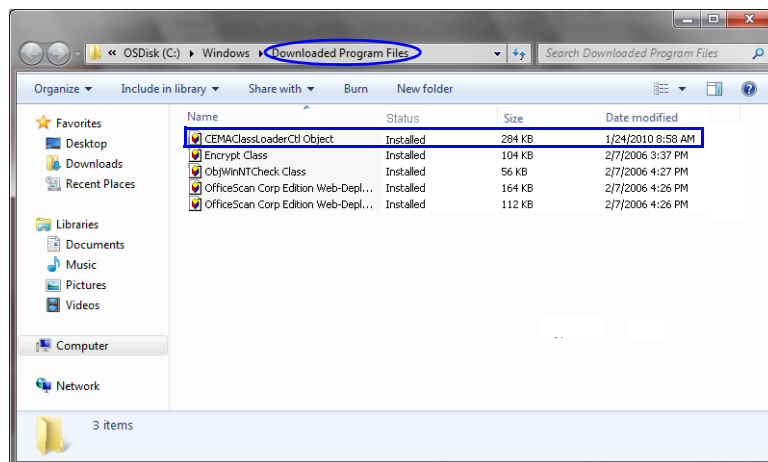 « OSDisk (C:) Windows Downloaded Program Files Search Downloaded Program Files
Organize Include in library Share with Burn New folder
Favorites
Desktop
Downloads
Recent Places
Libraries
Documents
Music
Pictures
Videos
Computer
Network
Name Status Size Date modified
CEMAClassLoaderCtl Object Installed 284 KB 1/24/2010 8:58 AM
Encrypt Class Installed 104 KB 2/7/2006 3:37 PM
ObjWinNTCheck Class Installed 56 KB 2/7/2006 4:27 PM
OfficeScan Corp Edition Web-Depl... Installed 164 KB 2/7/2006 4:26 PM
OfficeScan Corp Edition Web-Depl... Installed 112 KB 2/7/2006 4:26 PM
3 items